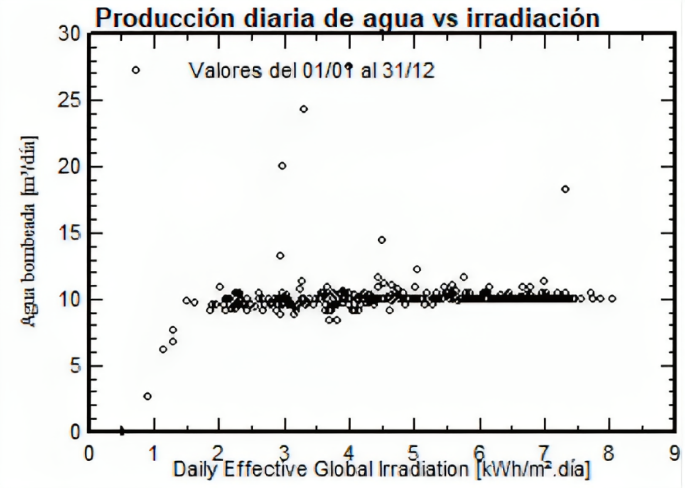 Producción diaria de agua vs irradiación
Valores del 01/01 al 31/12
Agua bombeada [m³/día]
30
25
20
15
10
5
0
0 1 2 3 4 5 6 7 8 9
Daily Effective Global Irradiation [kWh/m².día]